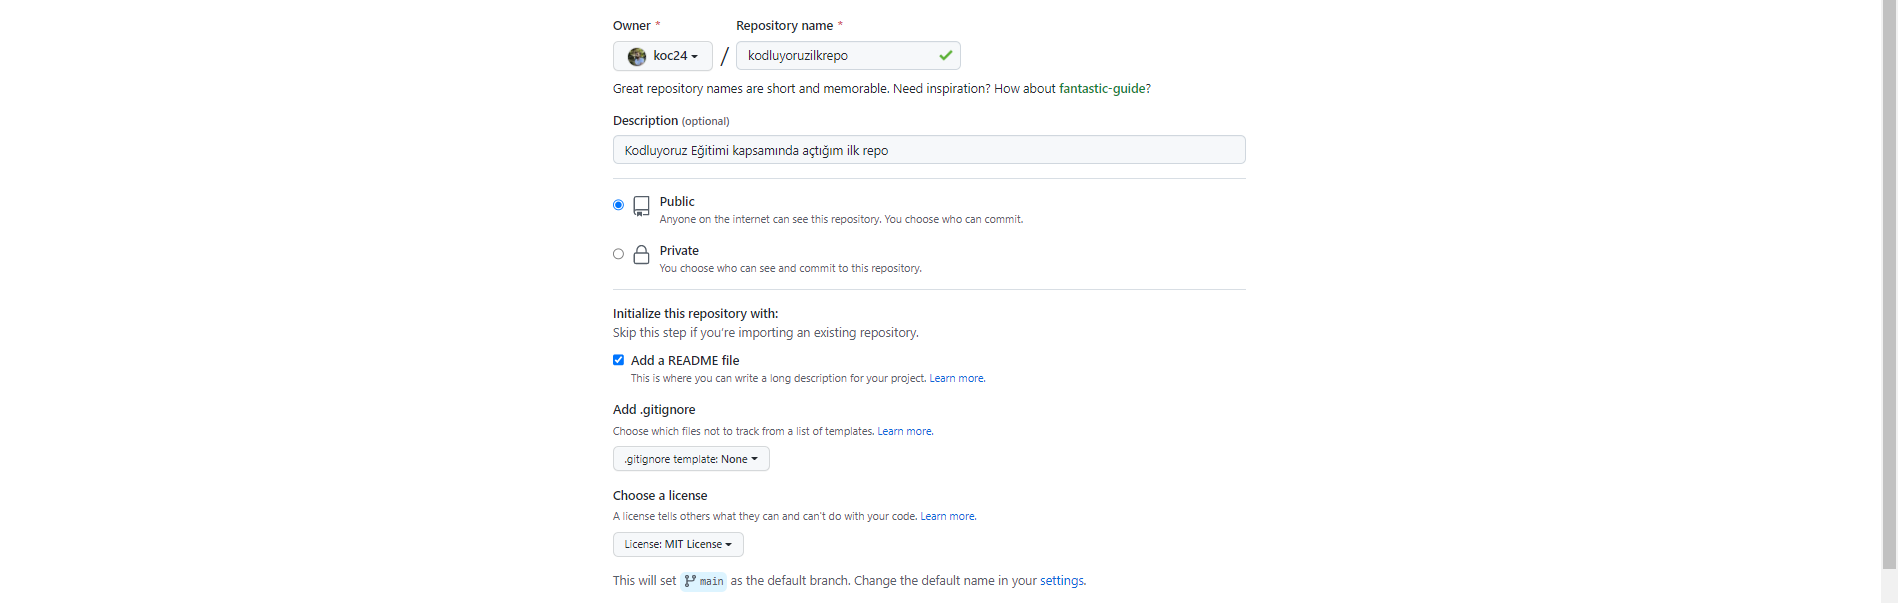 Owner * Repository name *
koc24 / kodluyoruzilkrepo
Great repository names are short and memorable. Need inspiration? How about fantastic-guide?
Description (optional)
Kodluyoruz Eğitimi kapsamında açtığım ilk repo
Public
Anyone on the internet can see this repository. You choose who can commit.
Private
You choose who can see and commit to this repository.
Initialize this repository with:
Skip this step if you're importing an existing repository.
Add a README file
This is where you can write a long description for your project. Learn more.
Add .gitignore
Choose which files not to track from a list of templates. Learn more.
.gitignore template: None
Choose a license
A license tells others what they can and can't do with your code. Learn more.
License: MIT License
This will set main as the default branch. Change the default name in your settings.